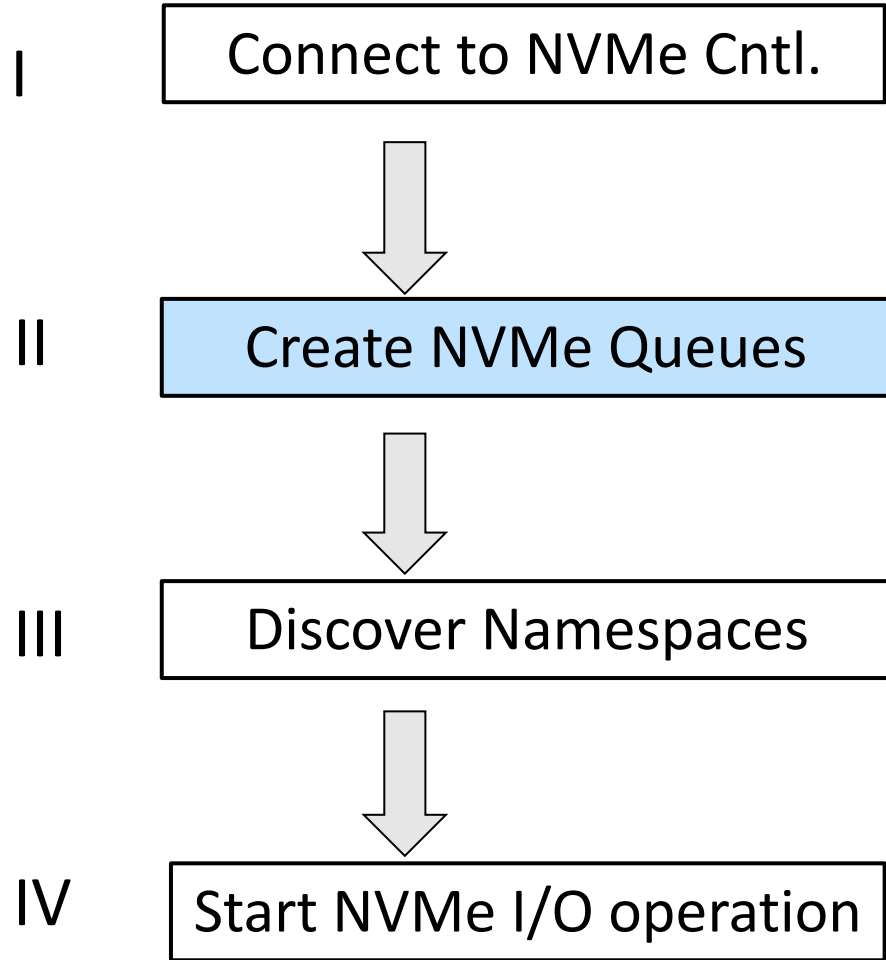 I
Connect to NVMe Cntl.
II
Create NVMe Queues
III
Discover Namespaces
IV
Start NVMe I/O operation